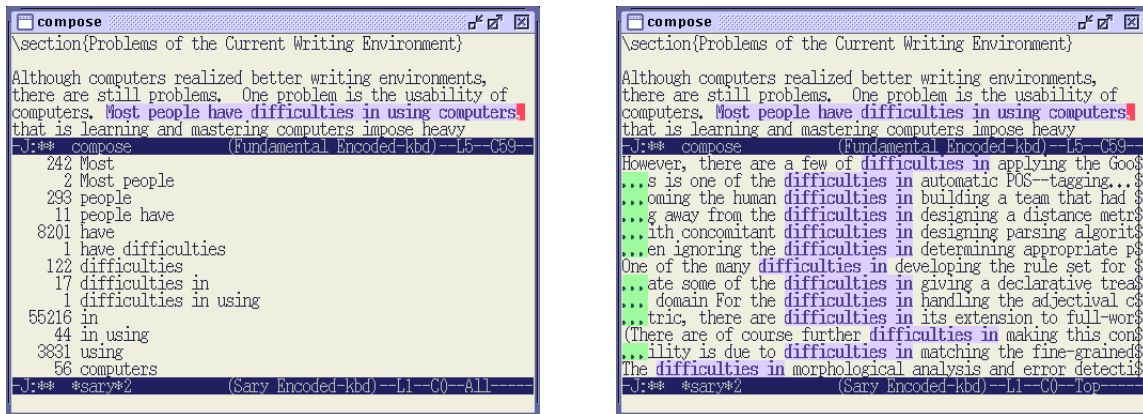 compose
\section{Problems of the Current Writing Environment}
Although computers realized better writing environments,
there are still problems.  One problem is the usability of
computers. Most people have difficulties in using computers,
that is learning and mastering computers impose heavy
-J:**  compose          (Fundamental Encoded-kbd)--L5--C59--
242 Most
2 Most people
293 people
11 people have
8201 have
1 have difficulties
122 difficulties
17 difficulties in
1 difficulties in using
55216 in
44 in using
3831 using
56 computers
-J:**  *sary*2          (Sary Encoded-kbd)--L1--C0--All-----
compose
\section{Problems of the Current Writing Environment}
Although computers realized better writing environments,
there are still problems.  One problem is the usability of
computers. Most people have difficulties in using computers,
that is learning and mastering computers impose heavy
-J:**  compose          (Fundamental Encoded-kbd)--L5--C59--
However, there are a few of difficulties in applying the Goo$
...s is one of the difficulties in automatic POS--tagging...$
...oming the human difficulties in building a team that had $
...g away from the difficulties in designing a distance metr$
...ith concomitant difficulties in designing parsing algorit$
...en ignoring the difficulties in determining appropriate p$
One of the many difficulties in developing the rule set for $
...ate some of the difficulties in giving a declarative trea$
... domain For the difficulties in handling the adjectival c$
...tric, there are difficulties in its extension to full-wor$
(There are of course further difficulties in making this con$
...ility is due to difficulties in matching the fine-grained$
The difficulties in morphological analysis and error detecti$
-J:**  *sary*2          (Sary Encoded-kbd)--L1--C0--Top-----